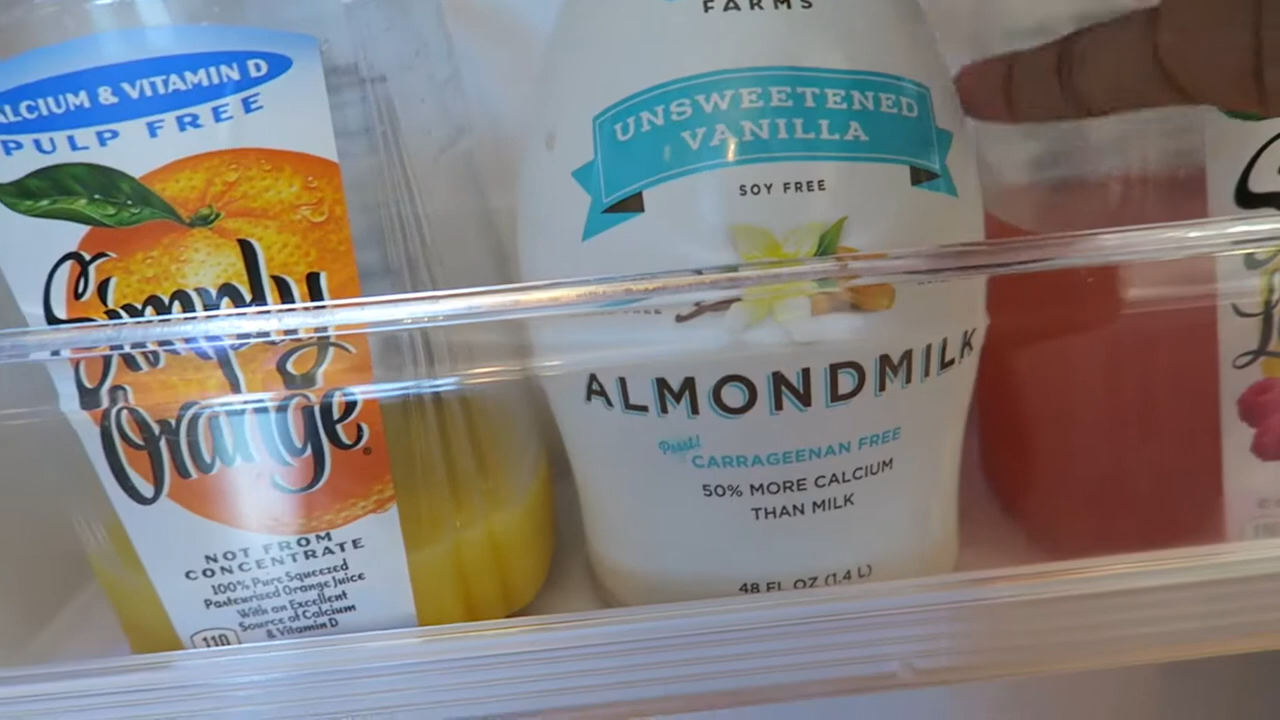 ALCIUM & VITAMIN D
PULP FREE
Simply
Orange
NOT FROM
CONCENTRATE
100% Pure Squeezed
Pasteurized Orange Juice
With an Excellent
Source of Calcium
& Vitamin D
110
FARMS
UNSWEETENED
VANILLA
SOY FREE
ALMONDMILK
Pssst!
CARRAGEENAN FREE
50% MORE CALCIUM
THAN MILK
48 FL OZ (1.4 L)